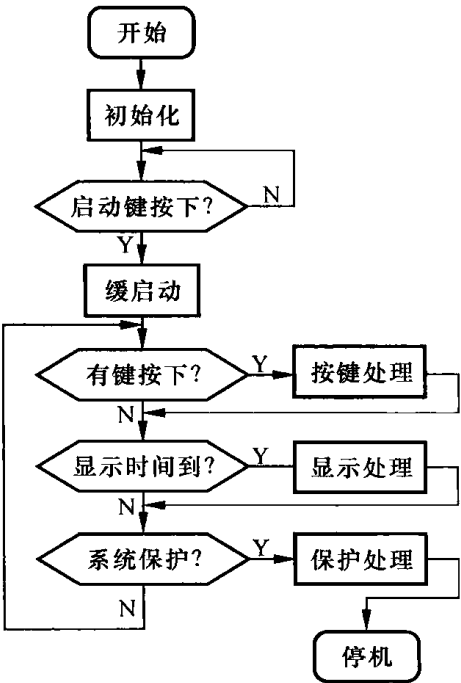 开始
初始化
启动键按下?
N
Y
缓启动
有键按下?
Y
按键处理
N
显示时间到?
Y
显示处理
N
系统保护?
Y
保护处理
N
停机